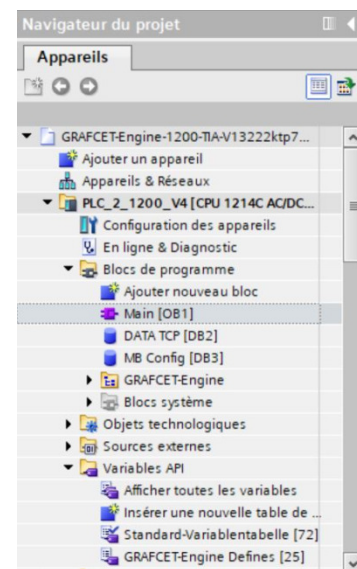 Navigateur du projet
Appareils
GRAFCET-Engine-1200-TIA-V13222ktp7...
Ajouter un appareil
Appareils & Réseaux
PLC_2_1200_V4 [CPU 1214C AC/DC...
Configuration des appareils
En ligne & Diagnostic
Blocs de programme
Ajouter nouveau bloc
Main [OB1]
DATA TCP [DB2]
MB Config [DB3]
GRAFCET-Engine
Blocs système
Objets technologiques
Sources externes
Variables API
Afficher toutes les variables
Insérer une nouvelle table de ...
Standard-Variablentabelle [72]
GRAFCET-Engine Defines [25]